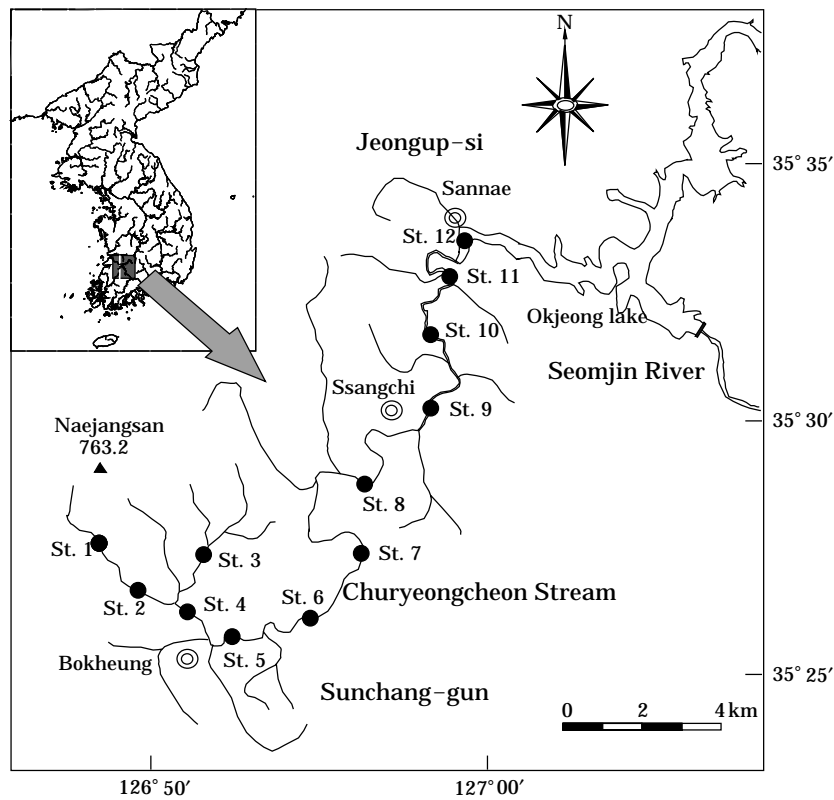 N
Jeongup-si
35° 35'
Sannae
St. 12
St. 11
Okjeong lake
St. 10
Seomjin River
Ssangchi
St. 9
35° 30'
Naejangsan
763.2
St. 8
St. 1
St. 3
St. 7
St. 2
St. 4
St. 6
Churyeongcheon Stream
Bokheung
St. 5
35° 25'
Sunchang-gun
0 2 4 km
126° 50' 127° 00'